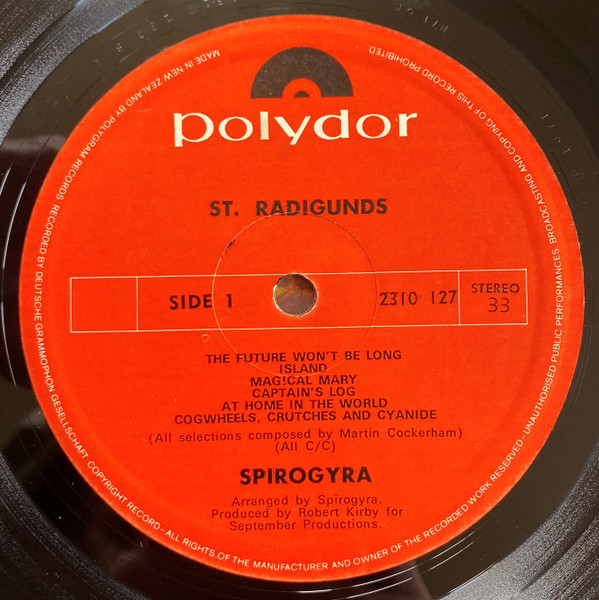 polydor
ST. RADIGUNDS
SIDE 1
2310 127
STEREO
33
THE FUTURE WON'T BE LONG
ISLAND
MAG!CAL MARY
CAPTAIN'S LOG
AT HOME IN THE WORLD
COGWHEELS, CRUTCHES AND CYANIDE
(All selections composed by Martin Cockerham)
(All C/C)
SPIROGYRA
Arranged by Spirogyra.
Produced by Robert Kirby for
September Productions.
MADE IN NEW ZEALAND BY POLYGRAM RECORDS. RECORDED BY DEUTSCHE GRAMMOPHON GESELLSCHAFT COPYRIGHT RECORD - ALL RIGHTS OF THE MANUFACTURER AND OWNER OF THE RECORDED WORK RESERVED - UNAUTHORISED PUBLIC PERFORMANCES, BROADCASTING AND COPYING OF THIS RECORD PROHIBITED